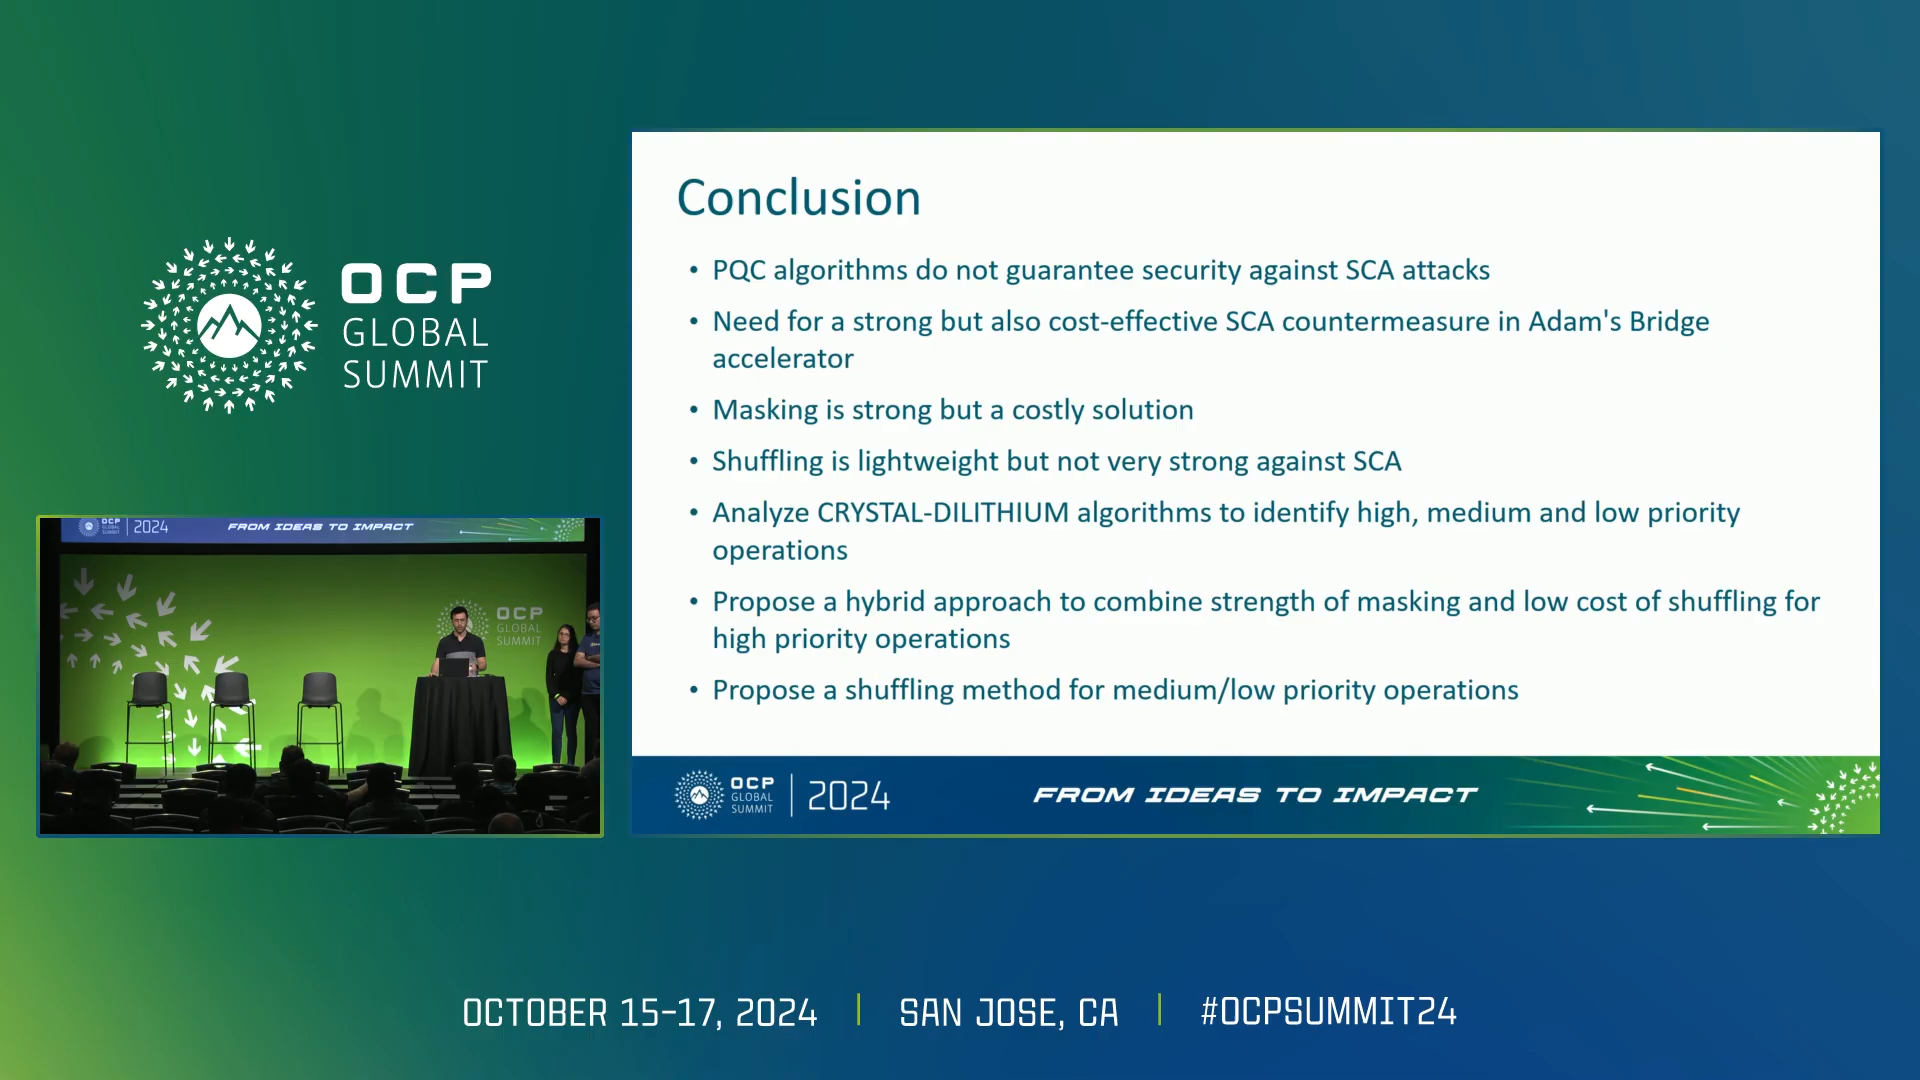 OCP
GLOBAL
SUMMIT
Conclusion
• PQC algorithms do not guarantee security against SCA attacks
• Need for a strong but also cost-effective SCA countermeasure in Adam's Bridge
accelerator
• Masking is strong but a costly solution
• Shuffling is lightweight but not very strong against SCA
• Analyze CRYSTAL-DILITHIUM algorithms to identify high, medium and low priority
operations
• Propose a hybrid approach to combine strength of masking and low cost of shuffling for
high priority operations
• Propose a shuffling method for medium/low priority operations
OCP
GLOBAL
SUMMIT
2024
FROM IDEAS TO IMPACT
OCP
2024
FROM IDEAS TO IMPACT
OCP
GLOBAL
SUMMIT
OCTOBER 15-17, 2024
SAN JOSE, CA
#OCPSUMMIT24